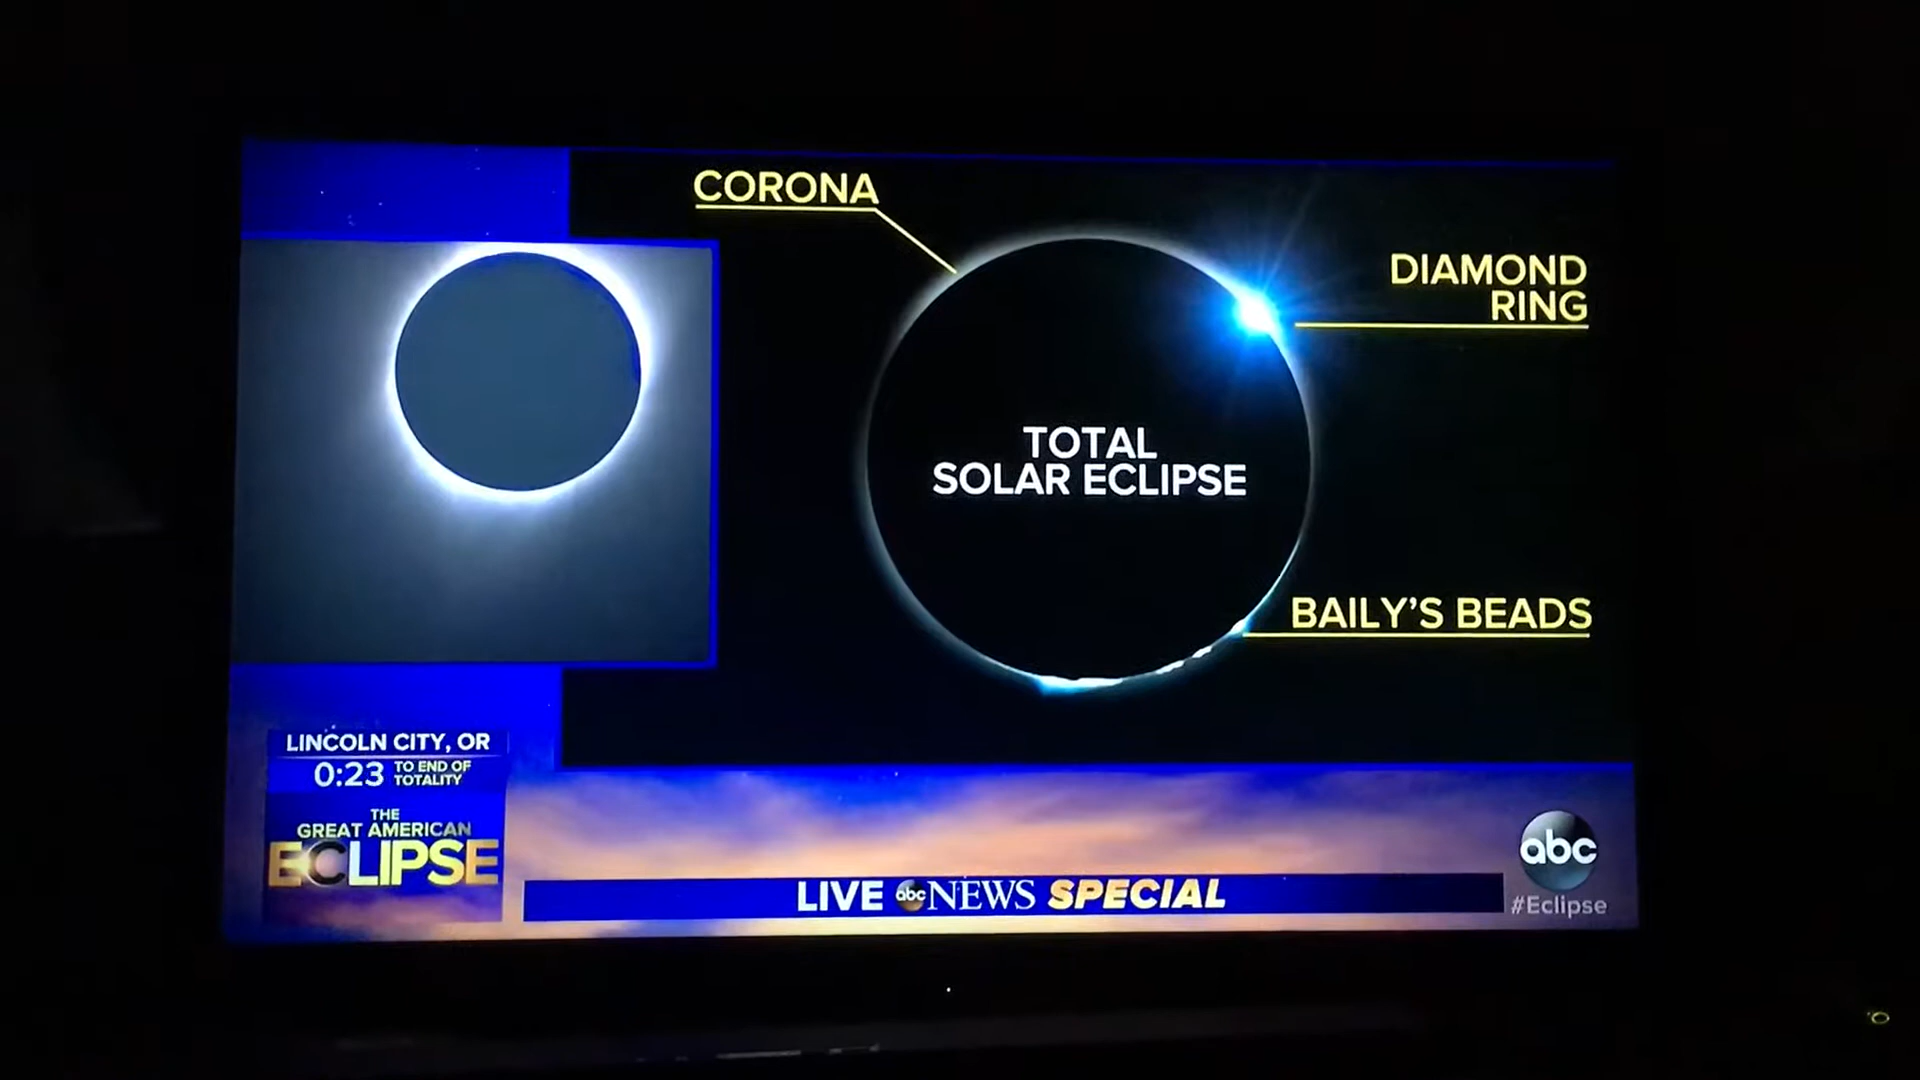 CORONA
DIAMOND
RING
TOTAL
SOLAR ECLIPSE
BAILY'S BEADS
LINCOLN CITY, OR
0:23 TO END OF
TOTALITY
THE
GREAT AMERICAN
ECLIPSE
LIVE abc NEWS SPECIAL
abc
#Eclipse